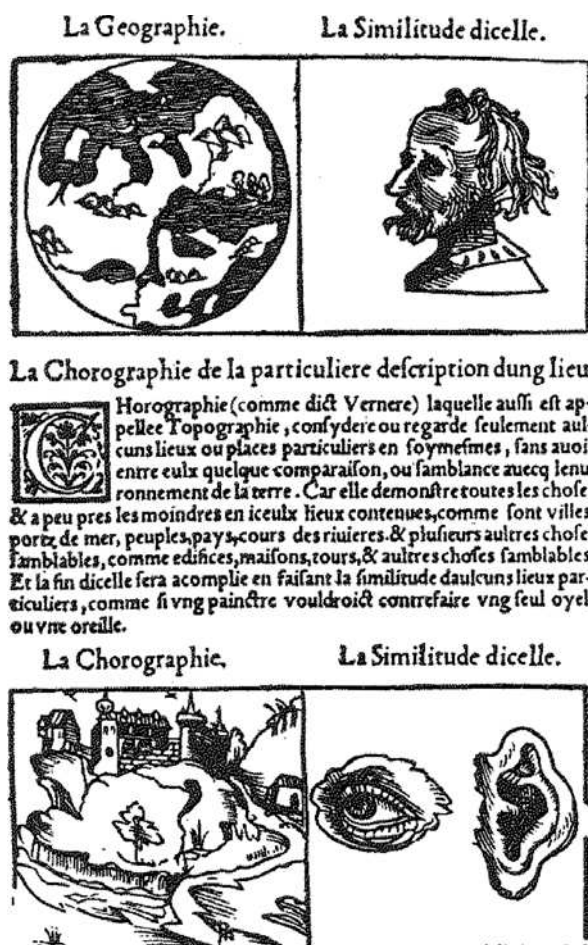 La Geographie.
La Similitude dicelle.
La Chorographie de la particuliere deſcription dung lieu
CHorographie (comme dict Vernere) laquelle auſſi eſt ap-
pellee Topographie, conſydere ou regarde ſeulement aul
cuns lieux ou places particuliers en ſoymeſmes, ſans auoi
entre eulx quelque comparaiſon, ou ſamblance auecq lenu
ronnement de la terre. Car elle demonſtre toutes les choſe
& a peu pres les moindres en iceulx lieux contenues, comme ſont villes
portz de mer, peuples, pays, cours des riuieres. & pluſieurs aultres choſe
ſamblables, comme edifices, maiſons, tours, & aultres choſes ſamblables
Et la fin dicelle ſera acomplie en faiſant la ſimilitude daulcuns lieux par-
ticuliers, comme ſi vng painctre vouldroict contrefaire vng ſeul oyel
ou vne oreille.
La Chorographie,
La Similitude dicelle.